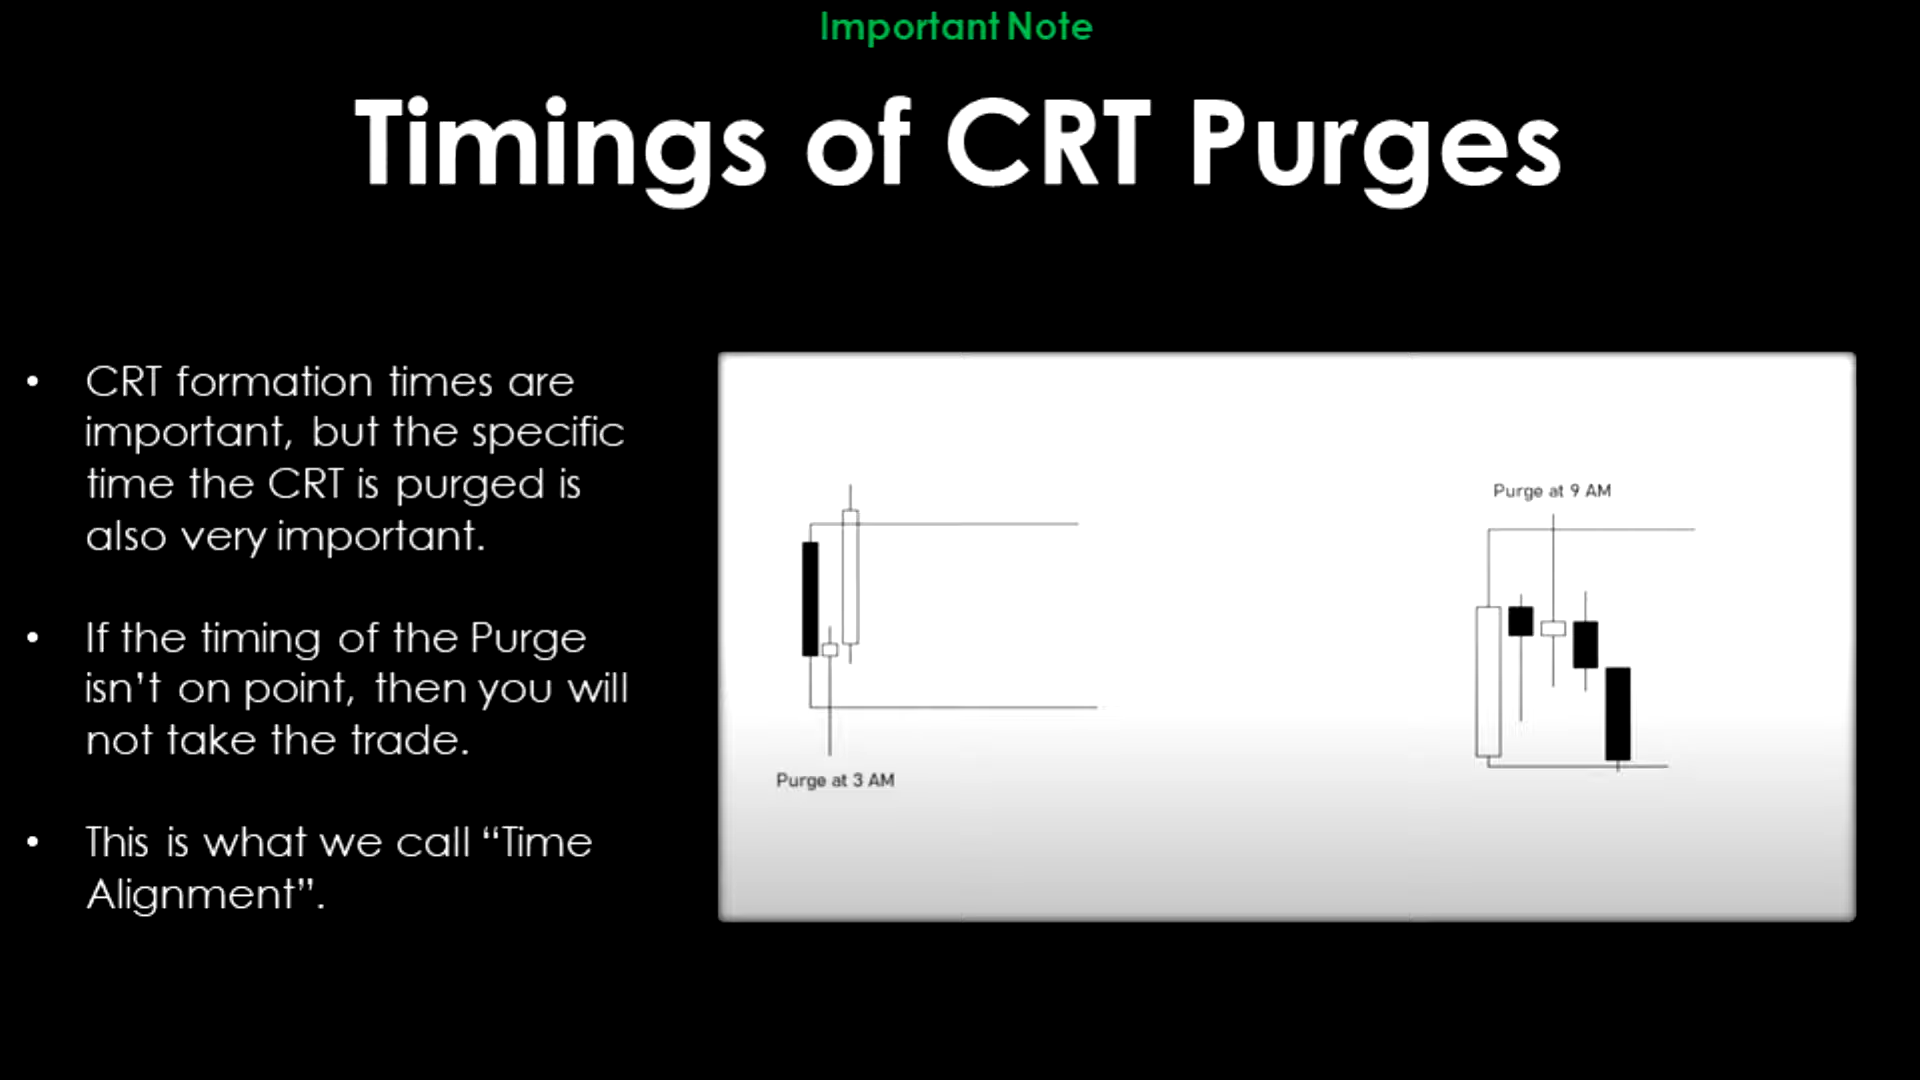 Important Note
Timings of CRT Purges
• CRT formation times are
important, but the specific
time the CRT is purged is
also very important.
• If the timing of the Purge
isn’t on point, then you will
not take the trade.
• This is what we call “Time
Alignment”.
Purge at 3 AM
Purge at 9 AM